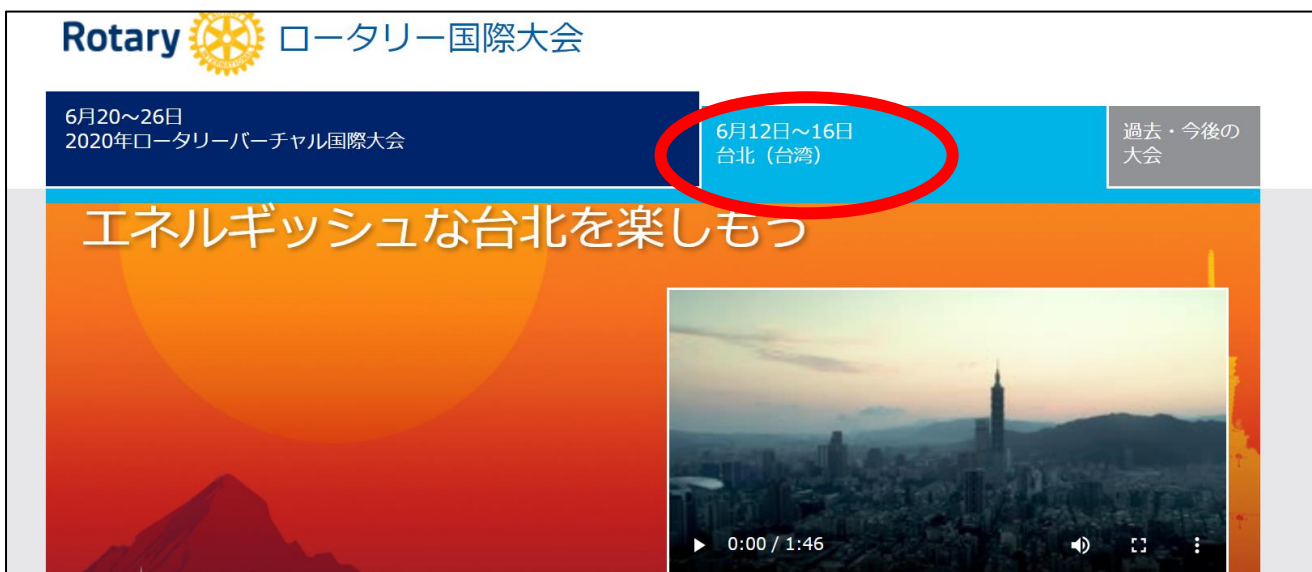 Rotary ロータリー国際大会
6月20～26日
2020年ロータリーバーチャル国際大会
6月12日～16日
台北（台湾）
過去・今後の
大会
エネルギッシュな台北を楽しもう
0:00 / 1:46